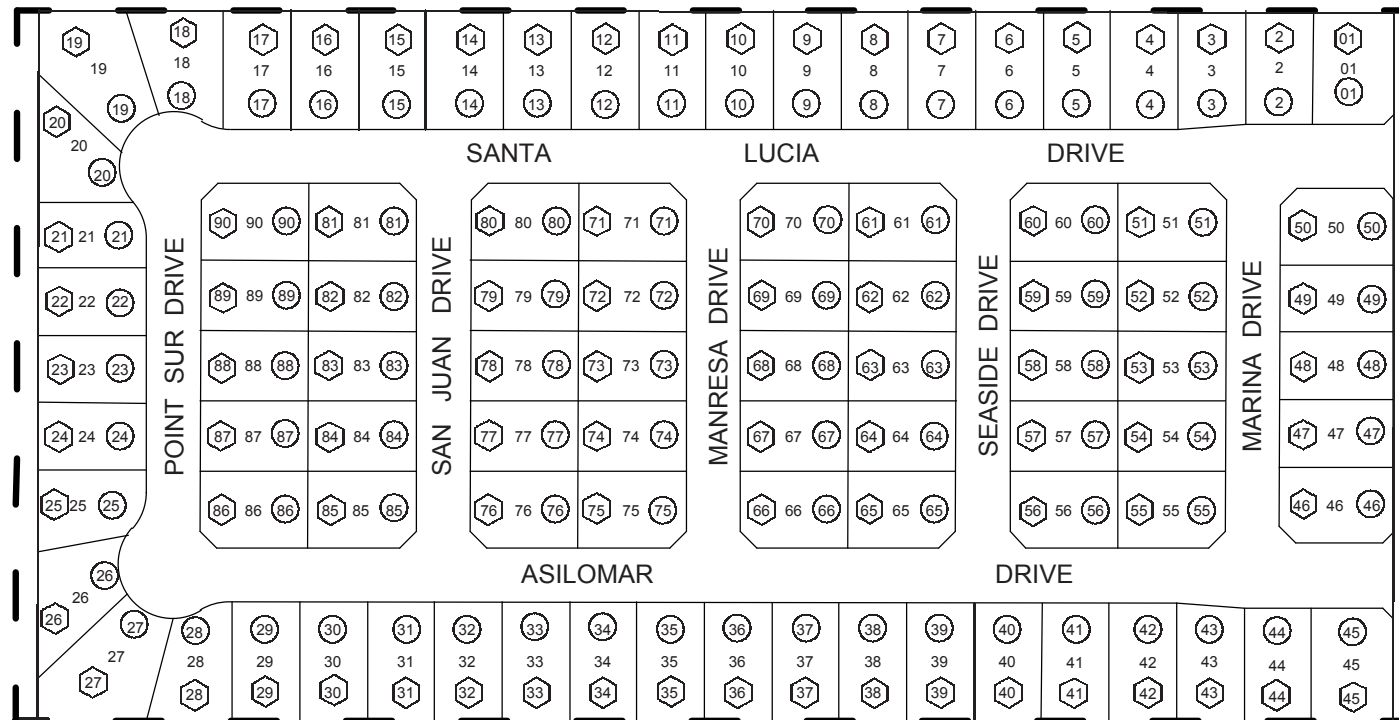 19 18 17 16 15 14 13 12 11 10 9 8 7 6 5 4 3 2 01
19 18 17 16 15 14 13 12 11 10 9 8 7 6 5 4 3 2 01
19 18 17 16 15 14 13 12 11 10 9 8 7 6 5 4 3 2 01
20
20
20
SANTA LUCIA DRIVE
21 21 21
22 22 22
23 23 23
24 24 24
25 25 25
26
26
26
27
27
27
POINT SUR DRIVE
90 90 90 81 81 81
89 89 89 82 82 82
88 88 88 83 83 83
87 87 87 84 84 84
86 86 86 85 85 85
SAN JUAN DRIVE
80 80 80 71 71 71
79 79 79 72 72 72
78 78 78 73 73 73
77 77 77 74 74 74
76 76 76 75 75 75
MANRESA DRIVE
70 70 70 61 61 61
69 69 69 62 62 62
68 68 68 63 63 63
67 67 67 64 64 64
66 66 66 65 65 65
SEASIDE DRIVE
60 60 60 51 51 51
59 59 59 52 52 52
58 58 58 53 53 53
57 57 57 54 54 54
56 56 56 55 55 55
MARINA DRIVE
50 50 50
49 49 49
48 48 48
47 47 47
46 46 46
ASILOMAR DRIVE
28 29 30 31 32 33 34 35 36 37 38 39 40 41 42 43 44 45
28 29 30 31 32 33 34 35 36 37 38 39 40 41 42 43 44 45
28 29 30 31 32 33 34 35 36 37 38 39 40 41 42 43 44 45